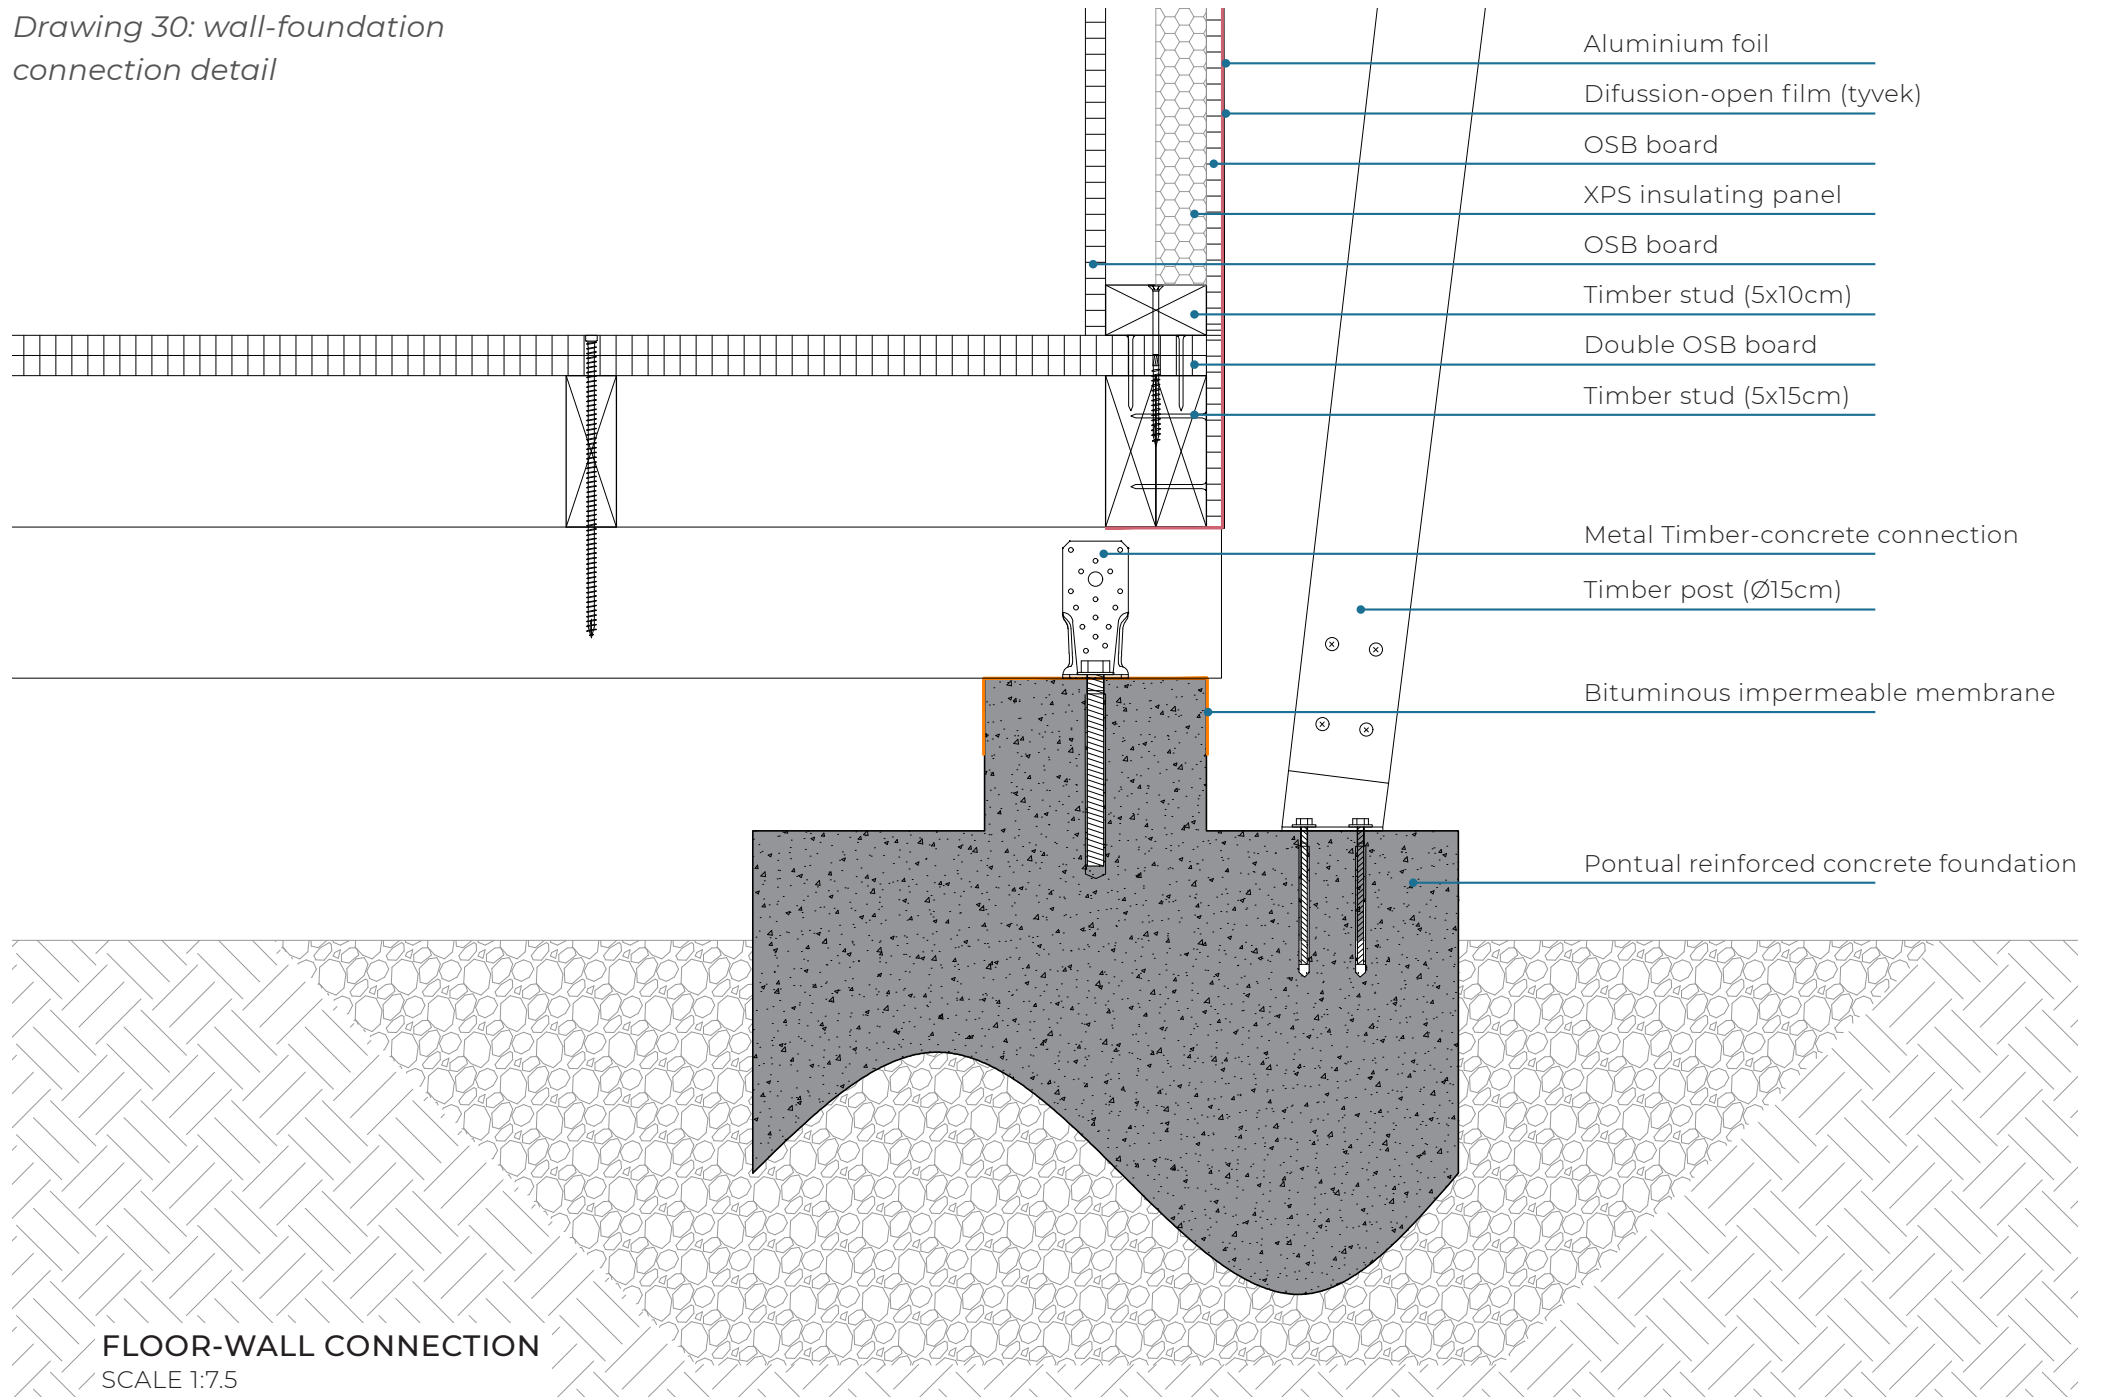 Drawing 30: wall-foundation
connection detail
Aluminium foil
Difussion-open film (tyvek)
OSB board
XPS insulating panel
OSB board
Timber stud (5x10cm)
Double OSB board
Timber stud (5x15cm)
Metal Timber-concrete connection
Timber post (Ø15cm)
Bituminous impermeable membrane
Pontual reinforced concrete foundation
FLOOR-WALL CONNECTION
SCALE 1:7.5